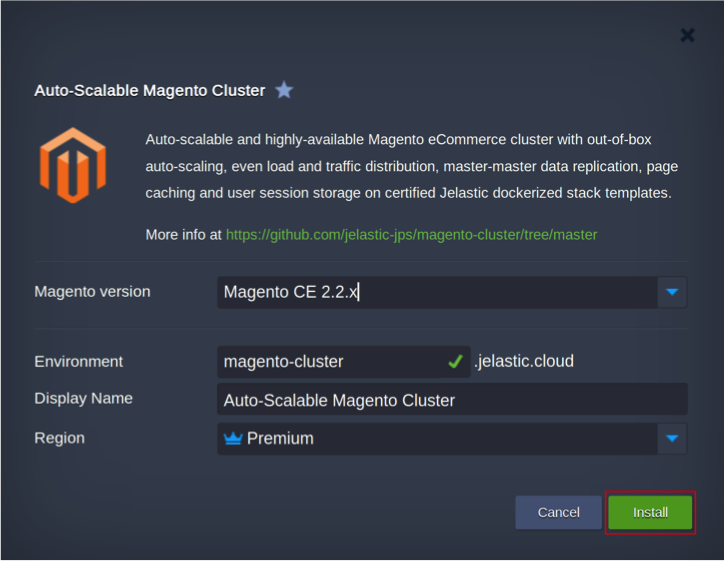 Auto-Scalable Magento Cluster
Auto-scalable and highly-available Magento eCommerce cluster with out-of-box
auto-scaling, even load and traffic distribution, master-master data replication, page
caching and user session storage on certified Jelastic dockerized stack templates.
More info at https://github.com/jelastic-jps/magento-cluster/tree/master
Magento version Magento CE 2.2.x
Environment magento-cluster .jelastic.cloud
Display Name Auto-Scalable Magento Cluster
Region Premium
Cancel Install